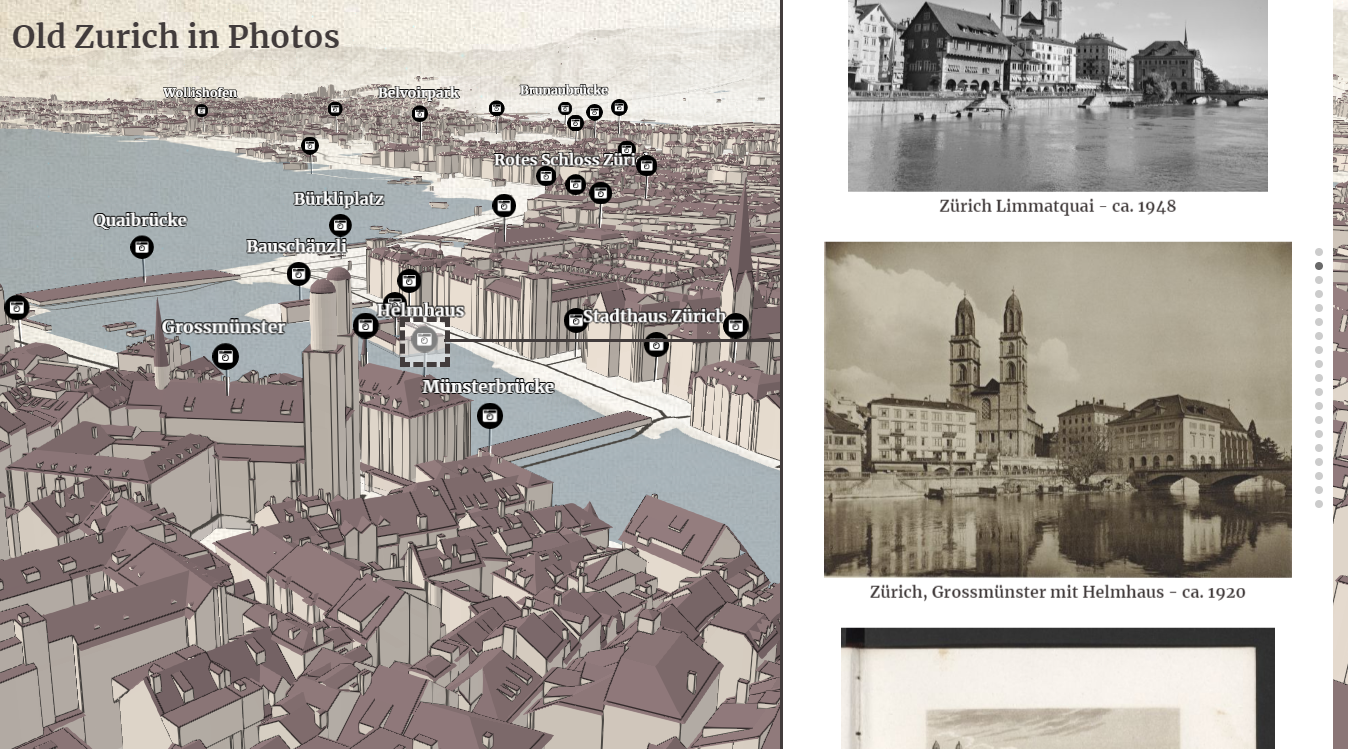 Old Zurich in Photos
Wollishofen
Belvoirpark
Brunaubrücke
Rotes Schloss Züri
Bürkliplatz
Quaibrücke
Bauschänzli
Helmhaus
Stadthaus Zürich
Grossmünster
Münsterbrücke
Zürich Limmatquai - ca. 1948
Zürich, Grossmünster mit Helmhaus - ca. 1920